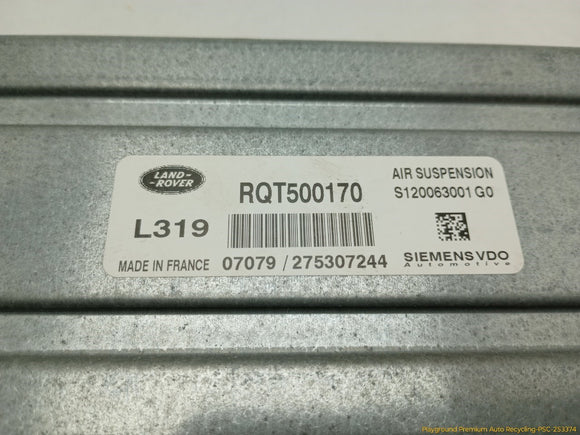 LAND-
-ROVER
RQT500170
AIR SUSPENSION
S120063001 G0
L319
MADE IN FRANCE
07079 / 275307244
SIEMENS VDO
Automotive
Playground Premium Auto Recycling-PSC-253374